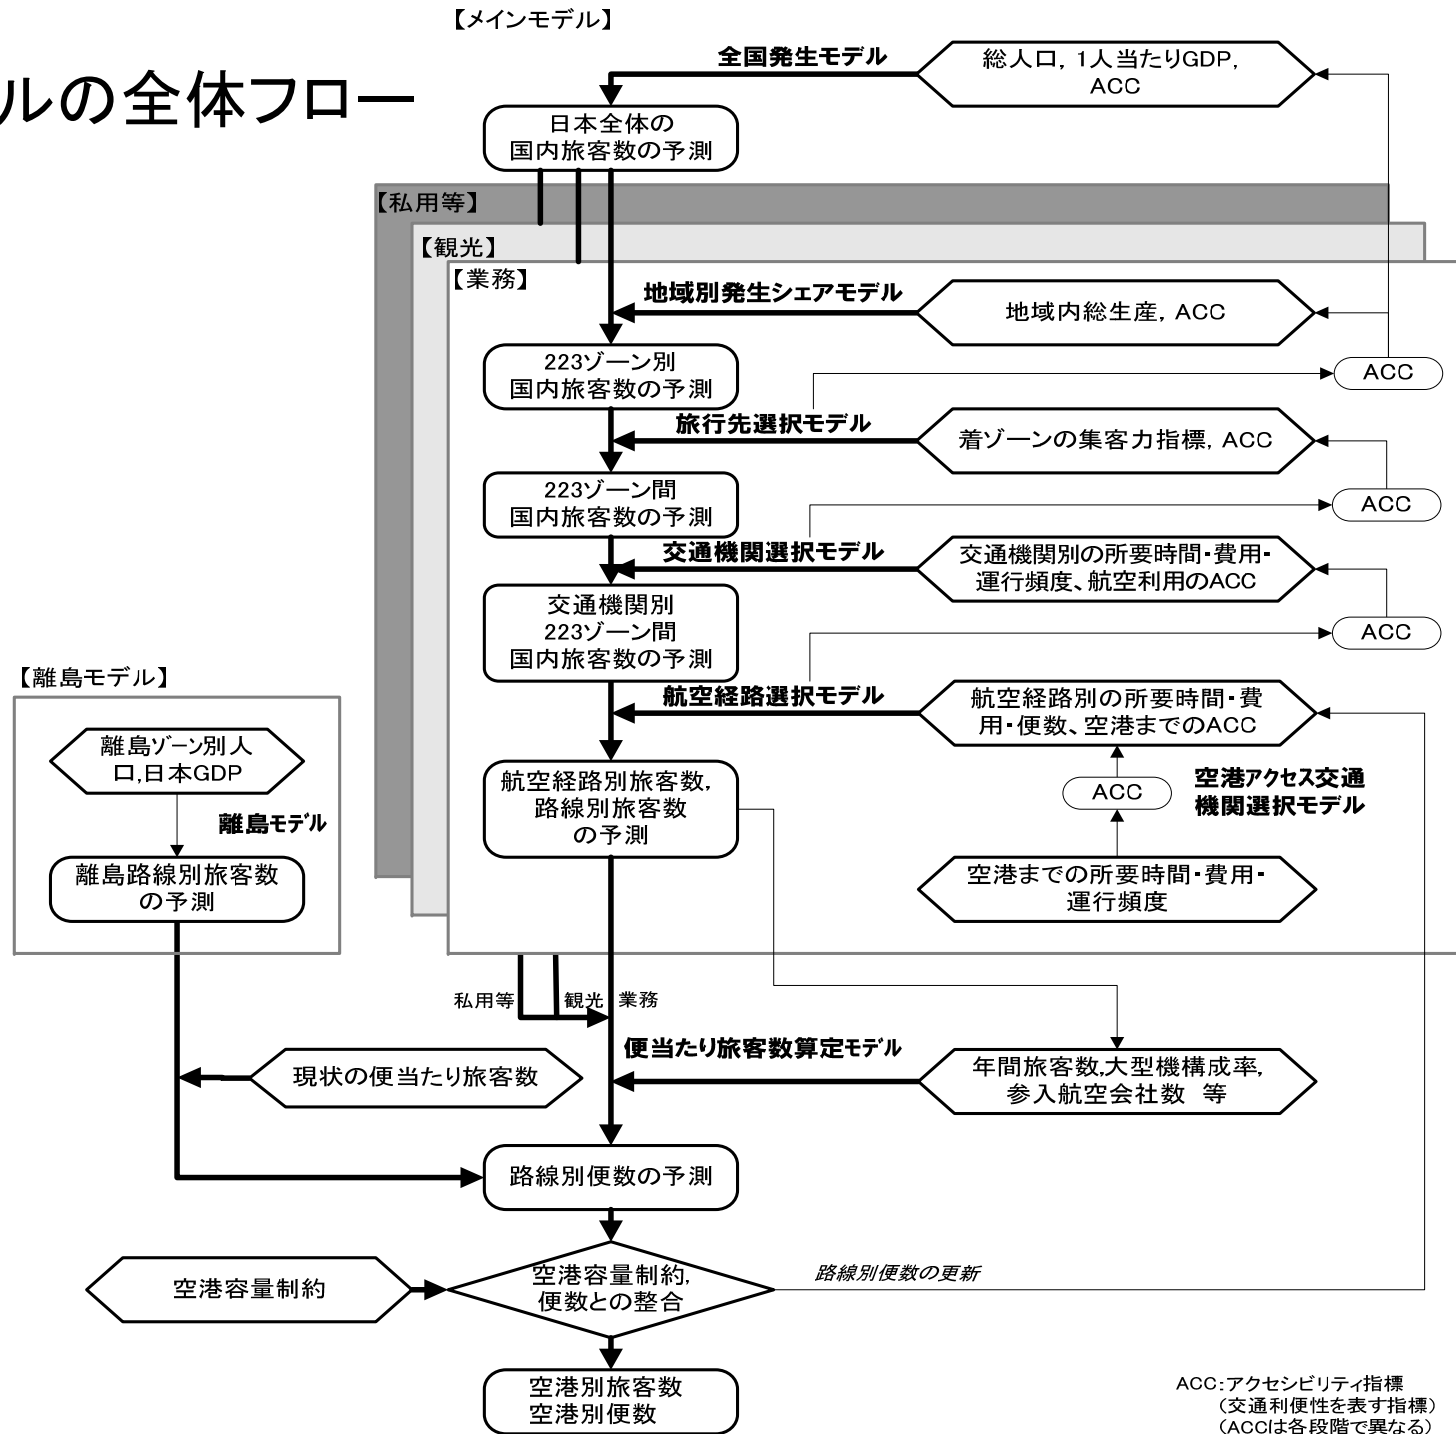 【メインモデル】
ルの全体フロー
全国発生モデル
総人口, 1人当たりGDP,
ACC
日本全体の
国内旅客数の予測
【私用等】
【観光】
【業務】
地域別発生シェアモデル
地域内総生産, ACC
223ゾーン別
国内旅客数の予測
ACC
旅行先選択モデル
着ゾーンの集客力指標, ACC
223ゾーン間
国内旅客数の予測
ACC
交通機関選択モデル
交通機関別の所要時間・費用・
運行頻度、航空利用のACC
交通機関別
223ゾーン間
国内旅客数の予測
ACC
【離島モデル】
航空経路選択モデル
航空経路別の所要時間・費
用・便数、空港までのACC
離島ゾーン別人
口,日本GDP
離島モデル
航空経路別旅客数,
路線別旅客数
の予測
ACC
空港アクセス交通
機関選択モデル
離島路線別旅客数
の予測
空港までの所要時間・費用・
運行頻度
私用等
観光
業務
便当たり旅客数算定モデル
現状の便当たり旅客数
年間旅客数,大型機構成率,
参入航空会社数 等
路線別便数の予測
空港容量制約
空港容量制約,
便数との整合
路線別便数の更新
空港別旅客数
空港別便数
ACC:アクセシビリティ指標
(交通利便性を表す指標)
(ACCは各段階で異なる)